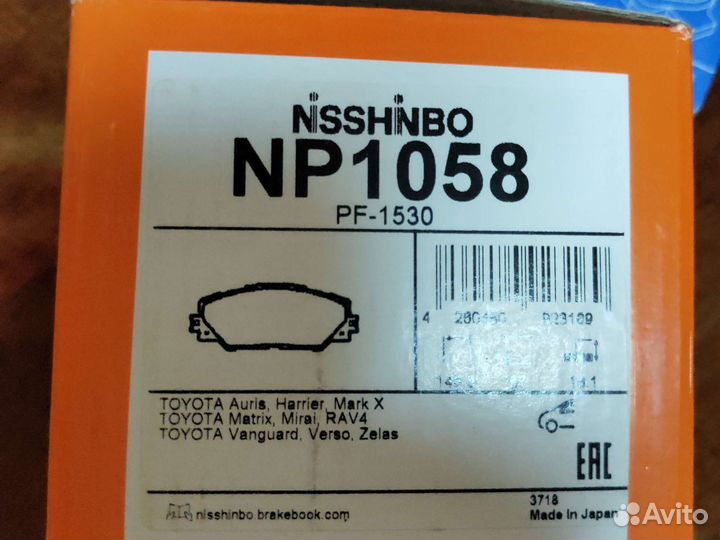 NISSHINBO
NP1058
PF-1530
TOYOTA Auris, Harrier, Mark X
TOYOTA Matrix, Mirai, RAV4
TOYOTA Vanguard, Verso, Zelas
EAC
nisshinbo.brakebook.com
3718
Made in Japan
Avito